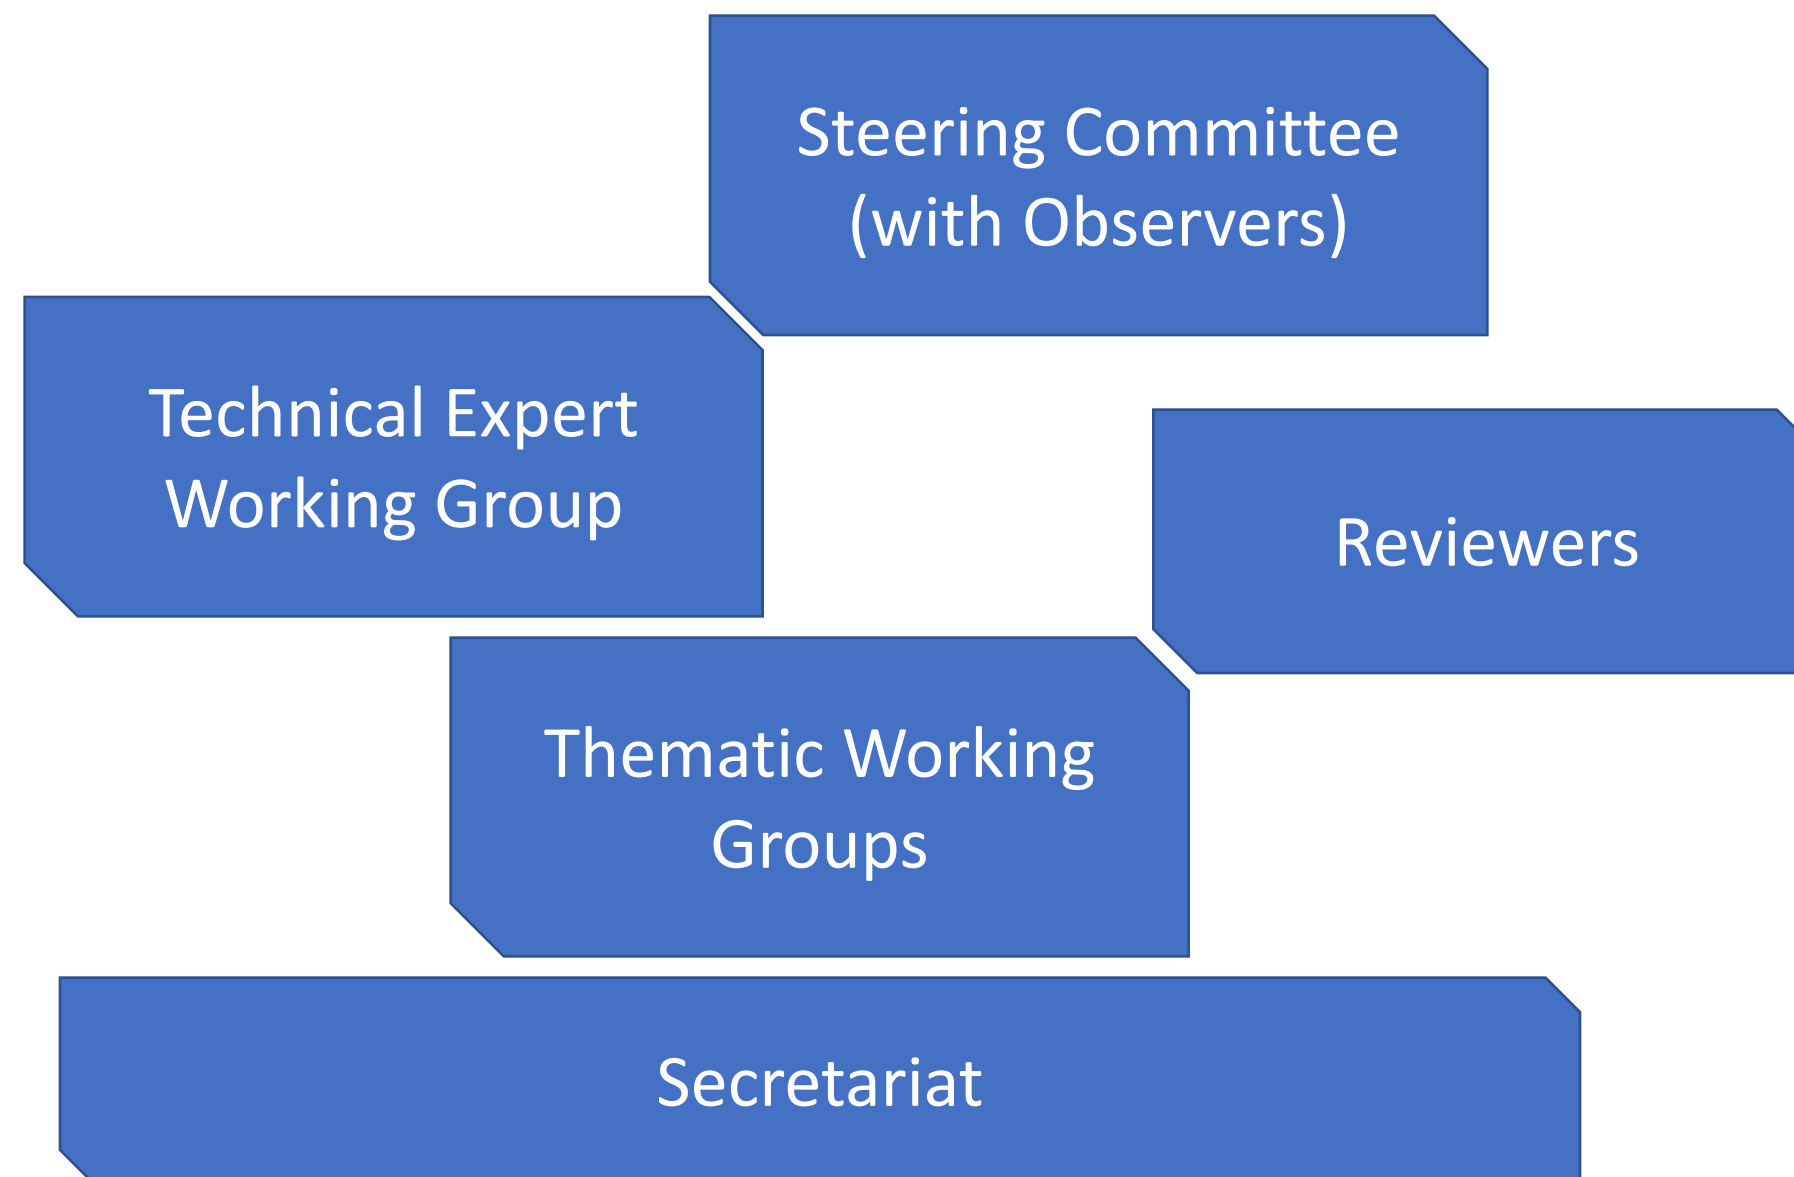 Steering Committee
(with Observers)
Technical Expert
Working Group
Reviewers
Thematic Working
Groups
Secretariat